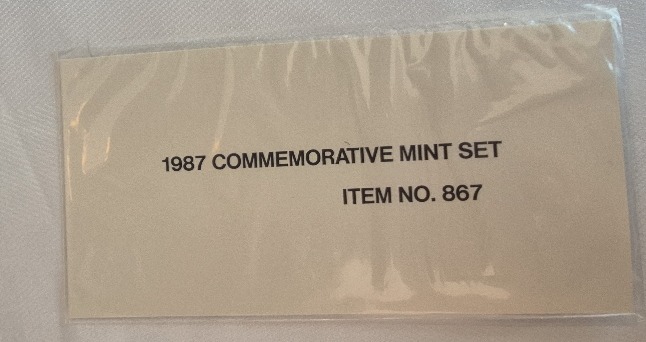 1987 COMMEMORATIVE MINT SET
ITEM NO. 867